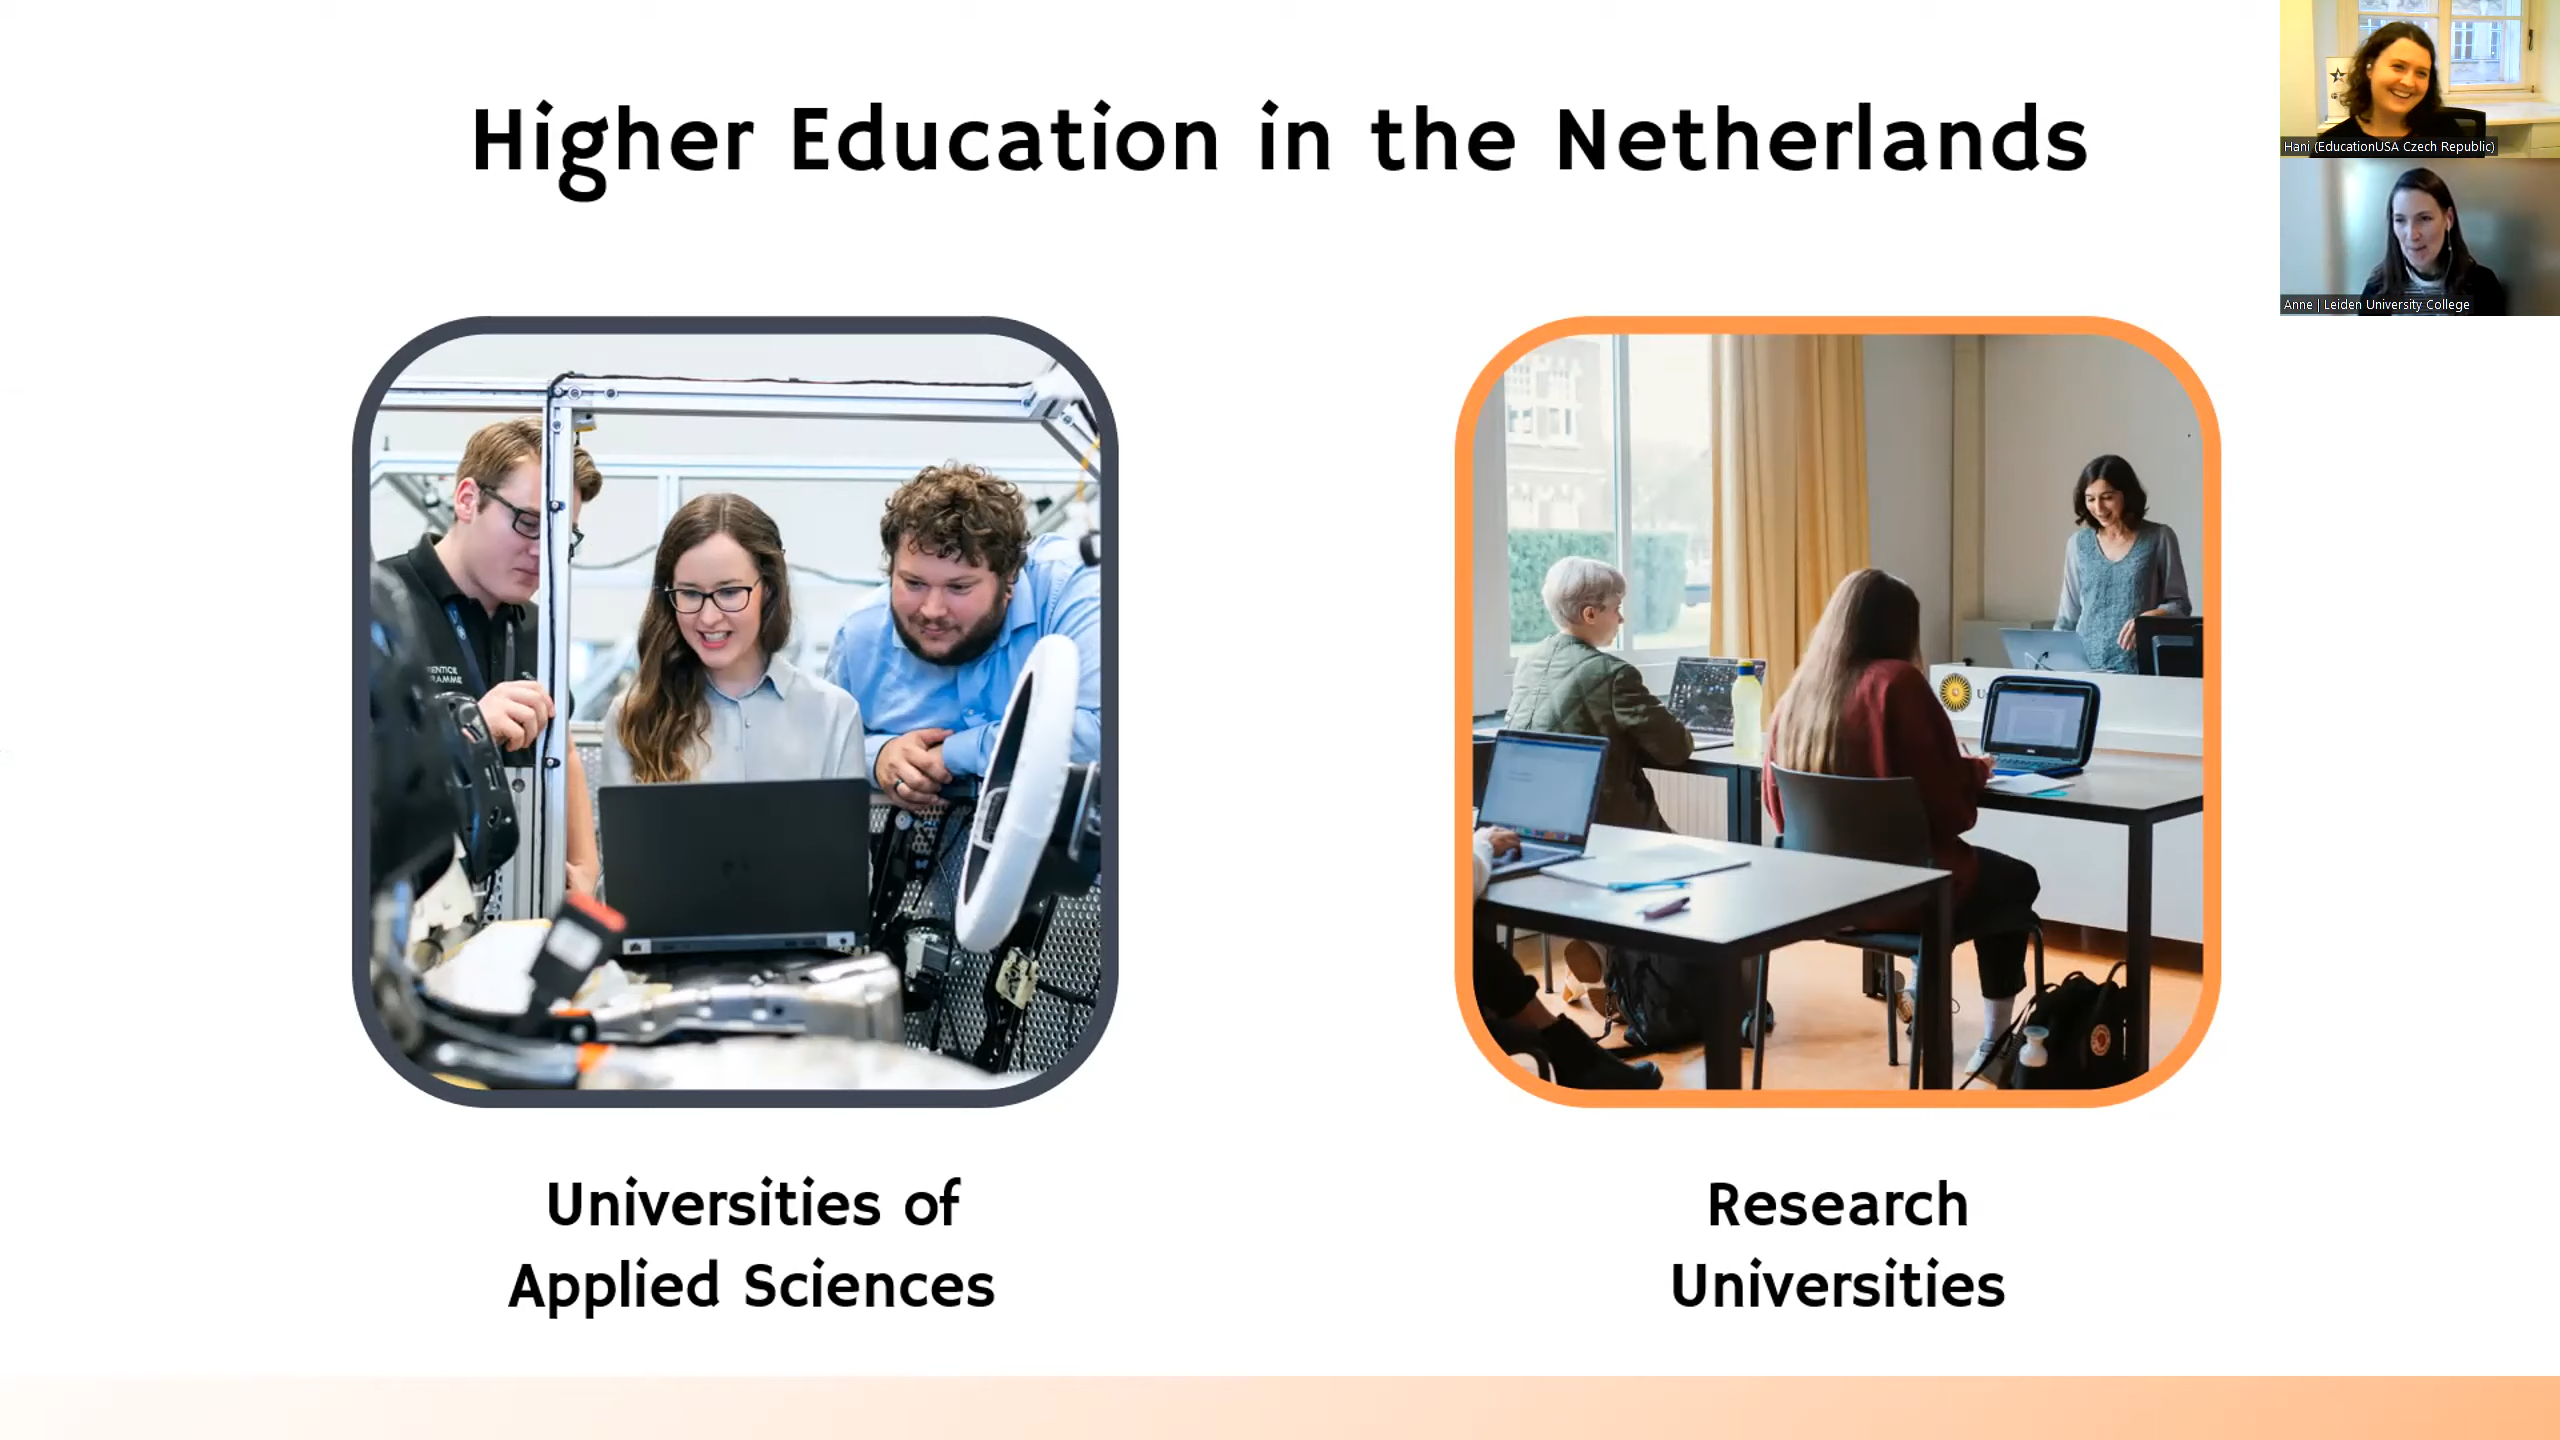 Higher Education in the Netherlands
Hani (EducationUSA Czech Republic)
Anne | Leiden University College
Universities of
Applied Sciences
Research
Universities